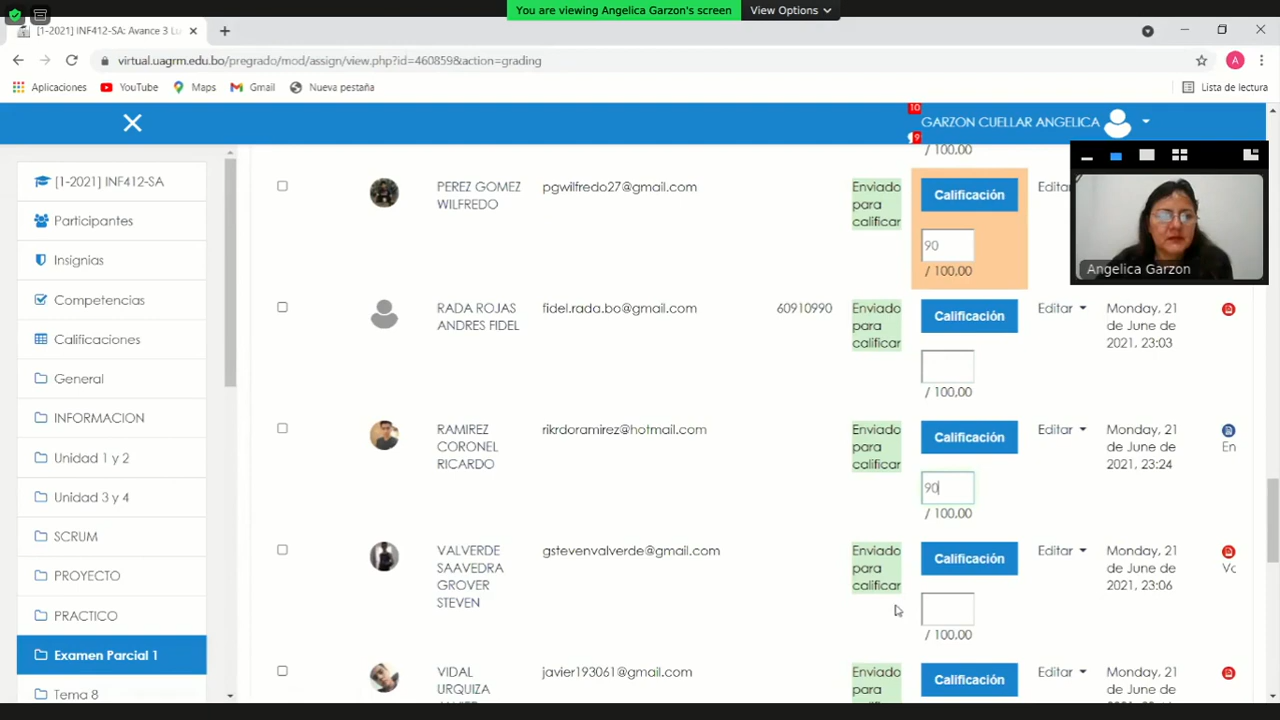 You are viewing Angelica Garzon's screen
View Options
[1-2021] INF412-SA: Avance 3
virtual.uagrm.edu.bo/pregrado/mod/assign/view.php?id=460859&action=grading
A
Aplicaciones
YouTube
Maps
Gmail
Nueva pestaña
Lista de lectura
10
9
GARZON CUELLAR ANGELICA
/ 100,00
[1-2021] INF412-SA
Participantes
Insignias
Competencias
Calificaciones
General
INFORMACION
Unidad 1 y 2
Unidad 3 y 4
SCRUM
PROYECTO
PRACTICO
Examen Parcial 1
Tema 8
PEREZ GOMEZ
WILFREDO
pgwilfredo27@gmail.com
Enviado
para
calificar
Calificación
90
/ 100,00
Editar
Angelica Garzon
RADA ROJAS
ANDRES FIDEL
fidel.rada.bo@gmail.com
60910990
Enviado
para
calificar
Calificación
/ 100,00
Editar
Monday, 21
of June de
2021, 23:03
RAMIREZ
CORONEL
RICARDO
rikrdoramirez@hotmail.com
Enviado
para
calificar
Calificación
90
/ 100,00
Editar
Monday, 21
de June de
2021, 23:24
En
VALVERDE
SAAVEDRA
GROVER
STEVEN
gstevenvalverde@gmail.com
Enviado
para
calificar
Calificación
/ 100,00
Editar
Monday, 21
de June de
2021, 23:06
VIDAL
URQUIZA
javier193061@gmail.com
Enviado
para
Calificación
Editar
Monday, 21
de June de